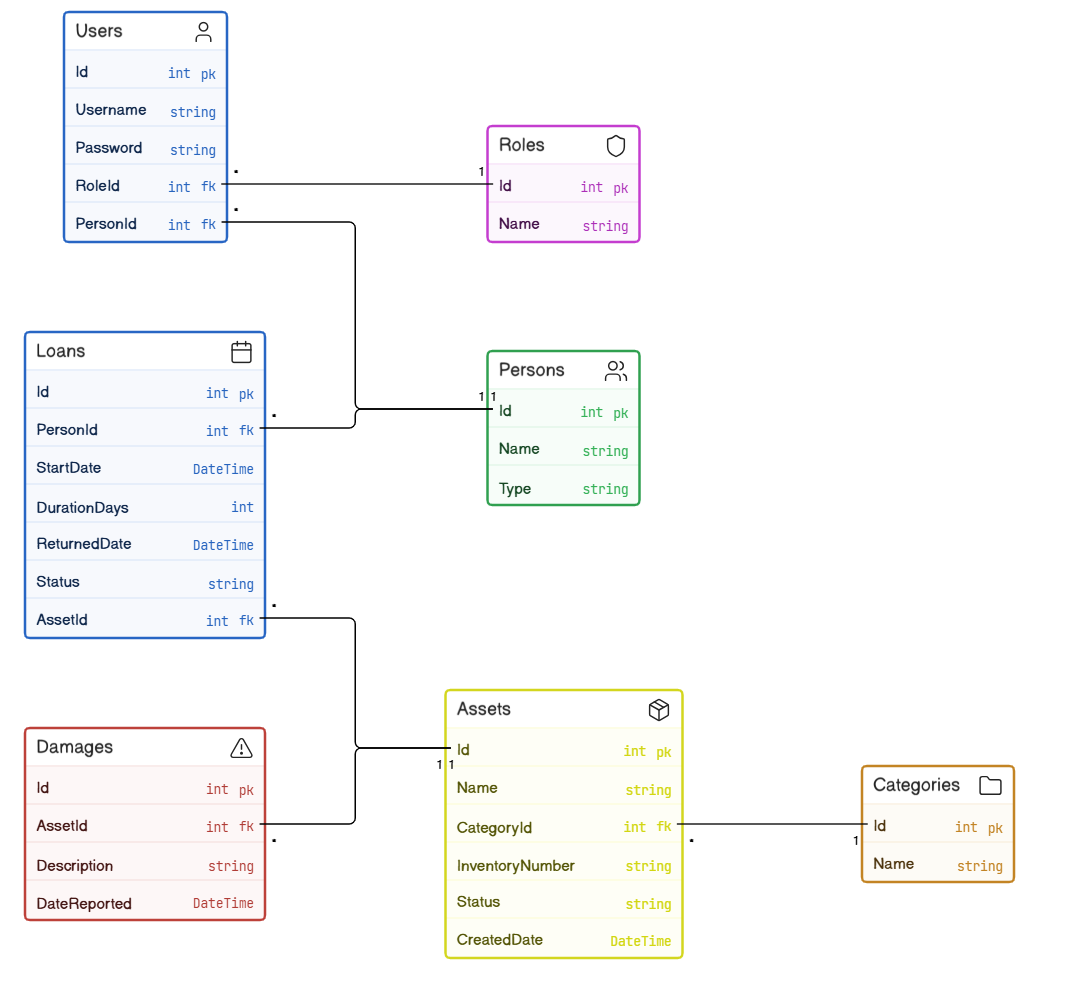 Users
Id int pk
Username string
Password string
RoleId int fk
PersonId int fk
1
Roles
Id int pk
Name string
Loans
Id int pk
PersonId int fk
StartDate DateTime
DurationDays int
ReturnedDate DateTime
Status string
AssetId int fk
1 1
Persons
Id int pk
Name string
Type string
Damages
Id int pk
AssetId int fk
Description string
DateReported DateTime
1 1
Assets
Id int pk
Name string
CategoryId int fk
InventoryNumber string
Status string
CreatedDate DateTime
1
Categories
Id int pk
Name string